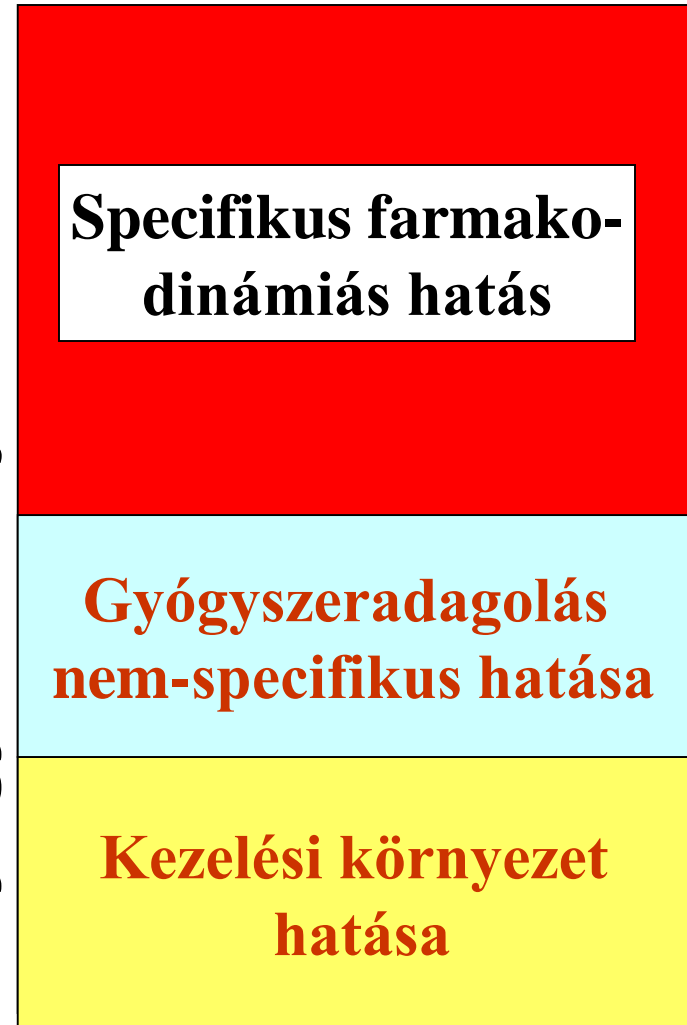 Specifikus farmako-
dinámiás hatás
Gyógyszeradagolás
nem-specifikus hatása
Kezelési környezet
hatása